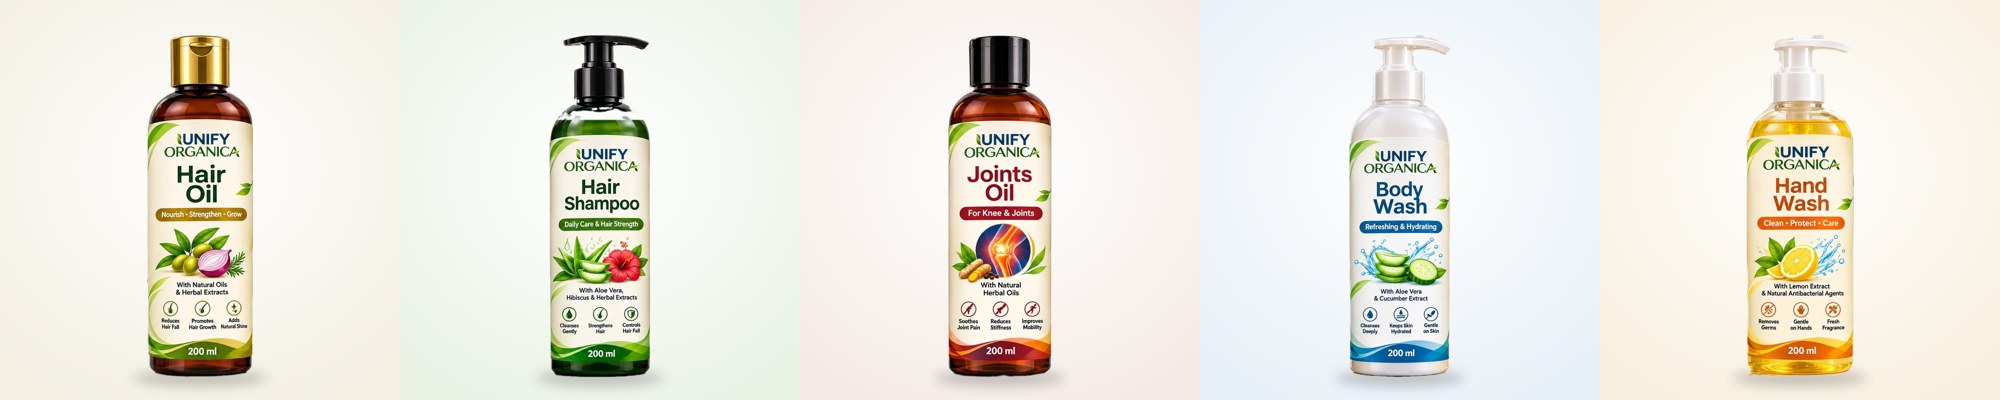 UNIFY
ORGANICA
Hair
Oil
Nourish • Strengthen • Grow
With Natural Oils
& Herbal Extracts
Reduces
Hair Fall
Promotes
Hair Growth
Adds
Natural Shine
200 ml
UNIFY
ORGANICA
Hair
Shampoo
Daily Care & Hair Strength
With Aloe Vera,
Hibiscus & Herbal Extracts
Cleanses
Gently
Strengthens
Hair
Controls
Hair Fall
200 ml
UNIFY
ORGANICA
Joints
Oil
For Knee & Joints
With Natural
Herbal Oils
Soothes
Joint Pain
Reduces
Stiffness
Improves
Mobility
200 ml
UNIFY
ORGANICA
Body
Wash
Refreshing & Hydrating
With Aloe Vera
& Cucumber Extract
Cleanses
Deeply
Keeps Skin
Hydrated
Gentle
on Skin
200 ml
UNIFY
ORGANICA
Hand
Wash
Clean • Protect • Care
With Lemon Extract
& Natural Antibacterial Agents
Removes
Germs
Gentle
on Hands
Fresh
Fragrance
200 ml